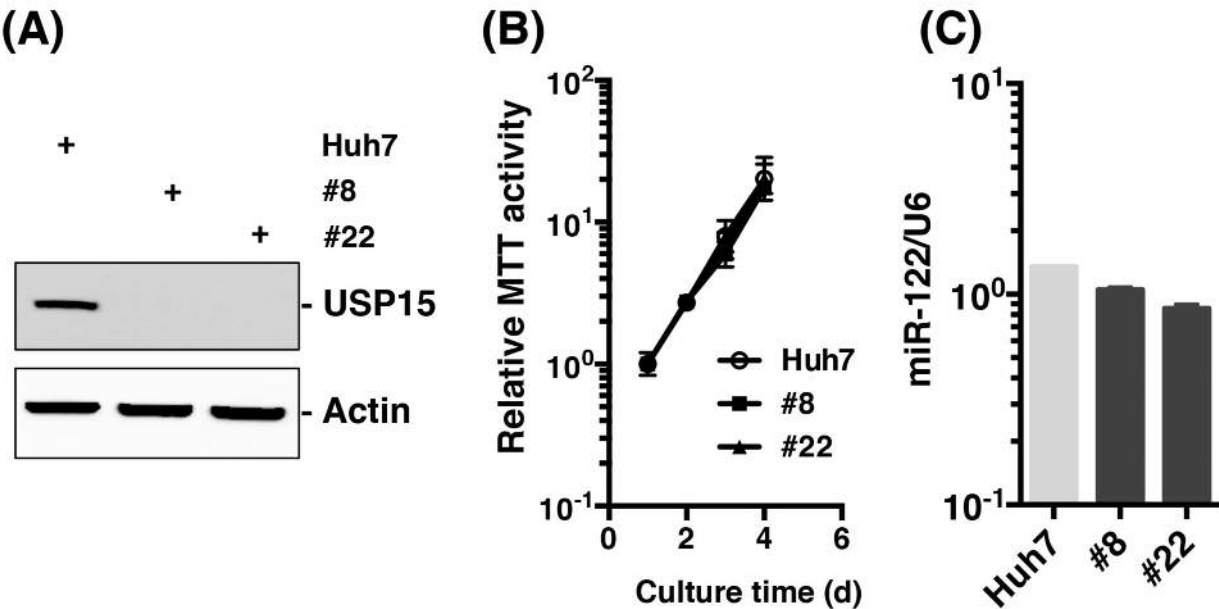 (A)
+ Huh7
+ #8
+ #22
- USP15
- Actin
(B)
Relative MTT activity
10²
10¹
10⁰
10⁻¹
0 2 4 6
Culture time (d)
Huh7
#8
#22
(C)
miR-122/U6
10¹
10⁰
10⁻¹
Huh7 #8 #22